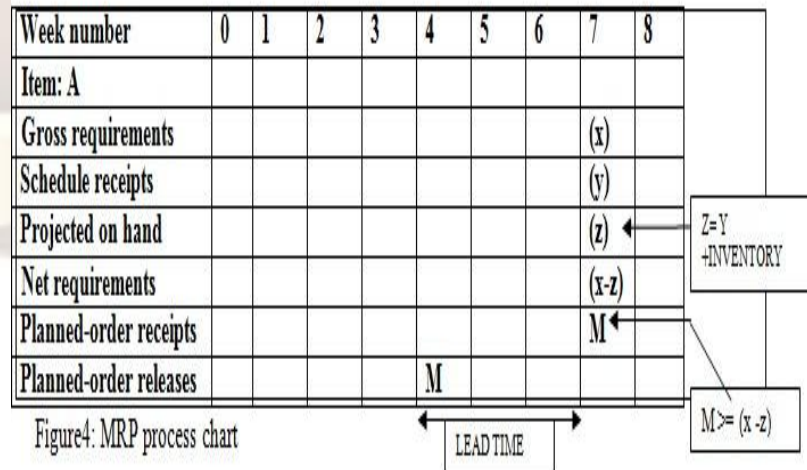 Week number 0 1 2 3 4 5 6 7 8
Item: A
Gross requirements (x)
Schedule receipts (y)
Projected on hand (z)
Net requirements (x-z)
Planned-order receipts M
Planned-order releases M
Z=Y
+INVENTORY
M>= (x -z)
LEAD TIME
Figure4: MRP process chart